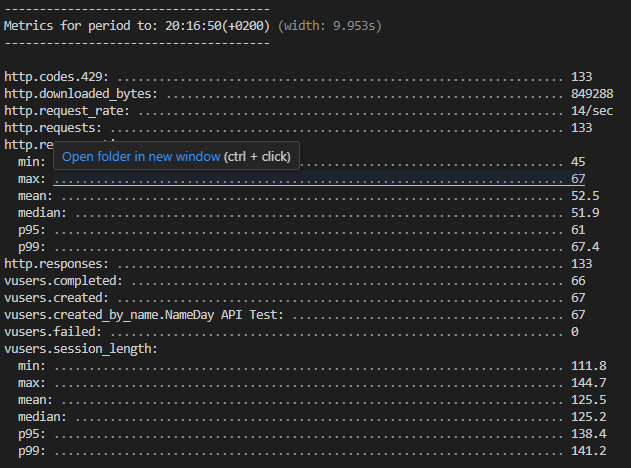 --------------------------------------
Metrics for period to: 20:16:50(+0200) (width: 9.953s)
--------------------------------------
http.codes.429: ................................................................ 133
http.downloaded_bytes: ......................................................... 849288
http.request_rate: ............................................................. 14/sec
http.requests: ................................................................. 133
Open folder in new window (ctrl + click)
min: ......................................................................... 45
max: ......................................................................... 67
mean: ........................................................................ 52.5
median: ...................................................................... 51.9
p95: ......................................................................... 61
p99: ......................................................................... 67.4
http.responses: ................................................................ 133
vusers.completed: .............................................................. 66
vusers.created: ................................................................ 67
vusers.created_by_name.NameDay API Test: ....................................... 67
vusers.failed: ................................................................. 0
vusers.session_length:
min: ......................................................................... 111.8
max: ......................................................................... 144.7
mean: ........................................................................ 125.5
median: ...................................................................... 125.2
p95: ......................................................................... 138.4
p99: ......................................................................... 141.2